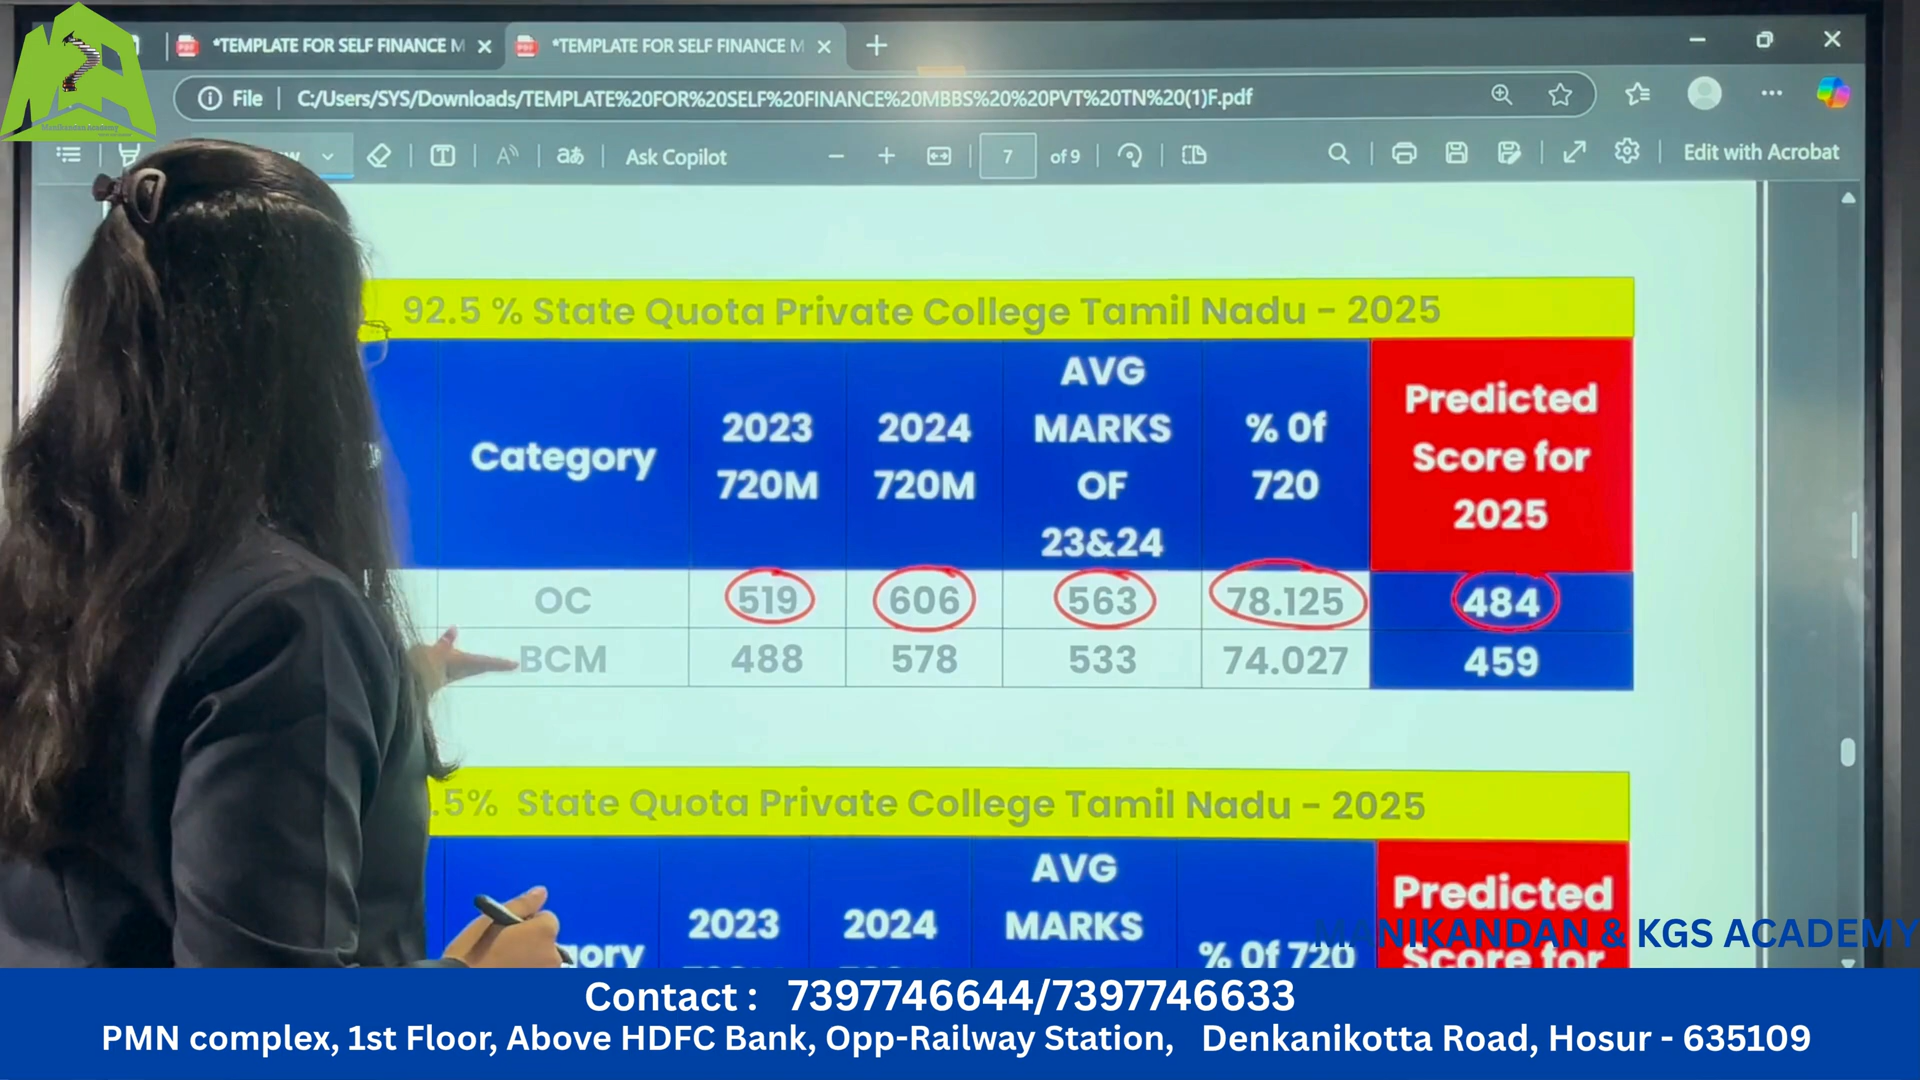 *TEMPLATE FOR SELF FINANCE M
*TEMPLATE FOR SELF FINANCE M
File
C:/Users/SYS/Downloads/TEMPLATE%20FOR%20SELF%20FINANCE%20MBBS%20%20PVT%20TN%20(1)F.pdf
Ask Copilot
7 of 9
Edit with Acrobat
92.5 % State Quota Private College Tamil Nadu - 2025
Category
2023
720M
2024
720M
AVG
MARKS
OF
23&24
% Of
720
Predicted
Score for
2025
OC 519 606 563 78.125 484
BCM 488 578 533 74.027 459
.5% State Quota Private College Tamil Nadu - 2025
gory
2023
2024
AVG
MARKS
% Of 720
Predicted
Score for
MANIKANDAN & KGS ACADEMY
Contact : 7397746644/7397746633
PMN complex, 1st Floor, Above HDFC Bank, Opp-Railway Station, Denkanikotta Road, Hosur - 635109